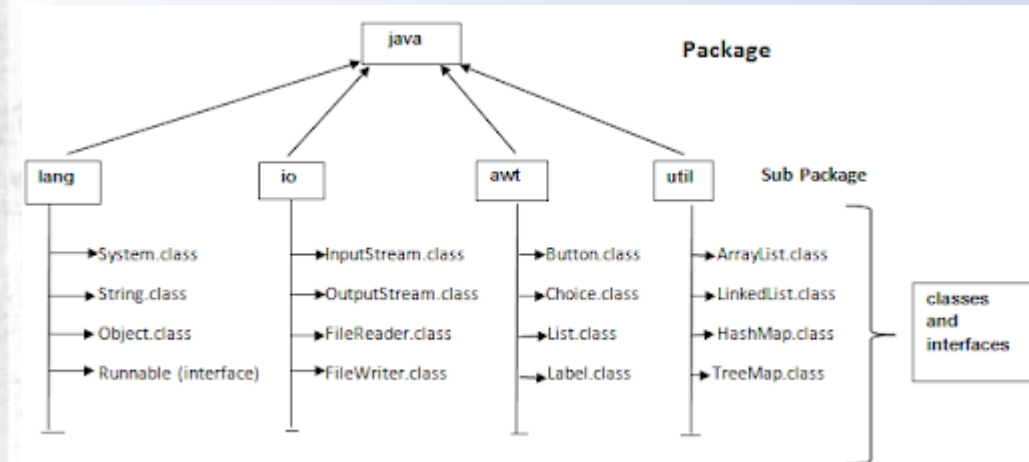 java
Package
lang
io
awt
util
Sub Package
System.class
InputStream.class
Button.class
ArrayList.class
String.class
OutputStream.class
Choice.class
LinkedList.class
Object.class
FileReader.class
List.class
HashMap.class
Runnable (interface)
FileWriter.class
Label.class
TreeMap.class
classes
and
interfaces